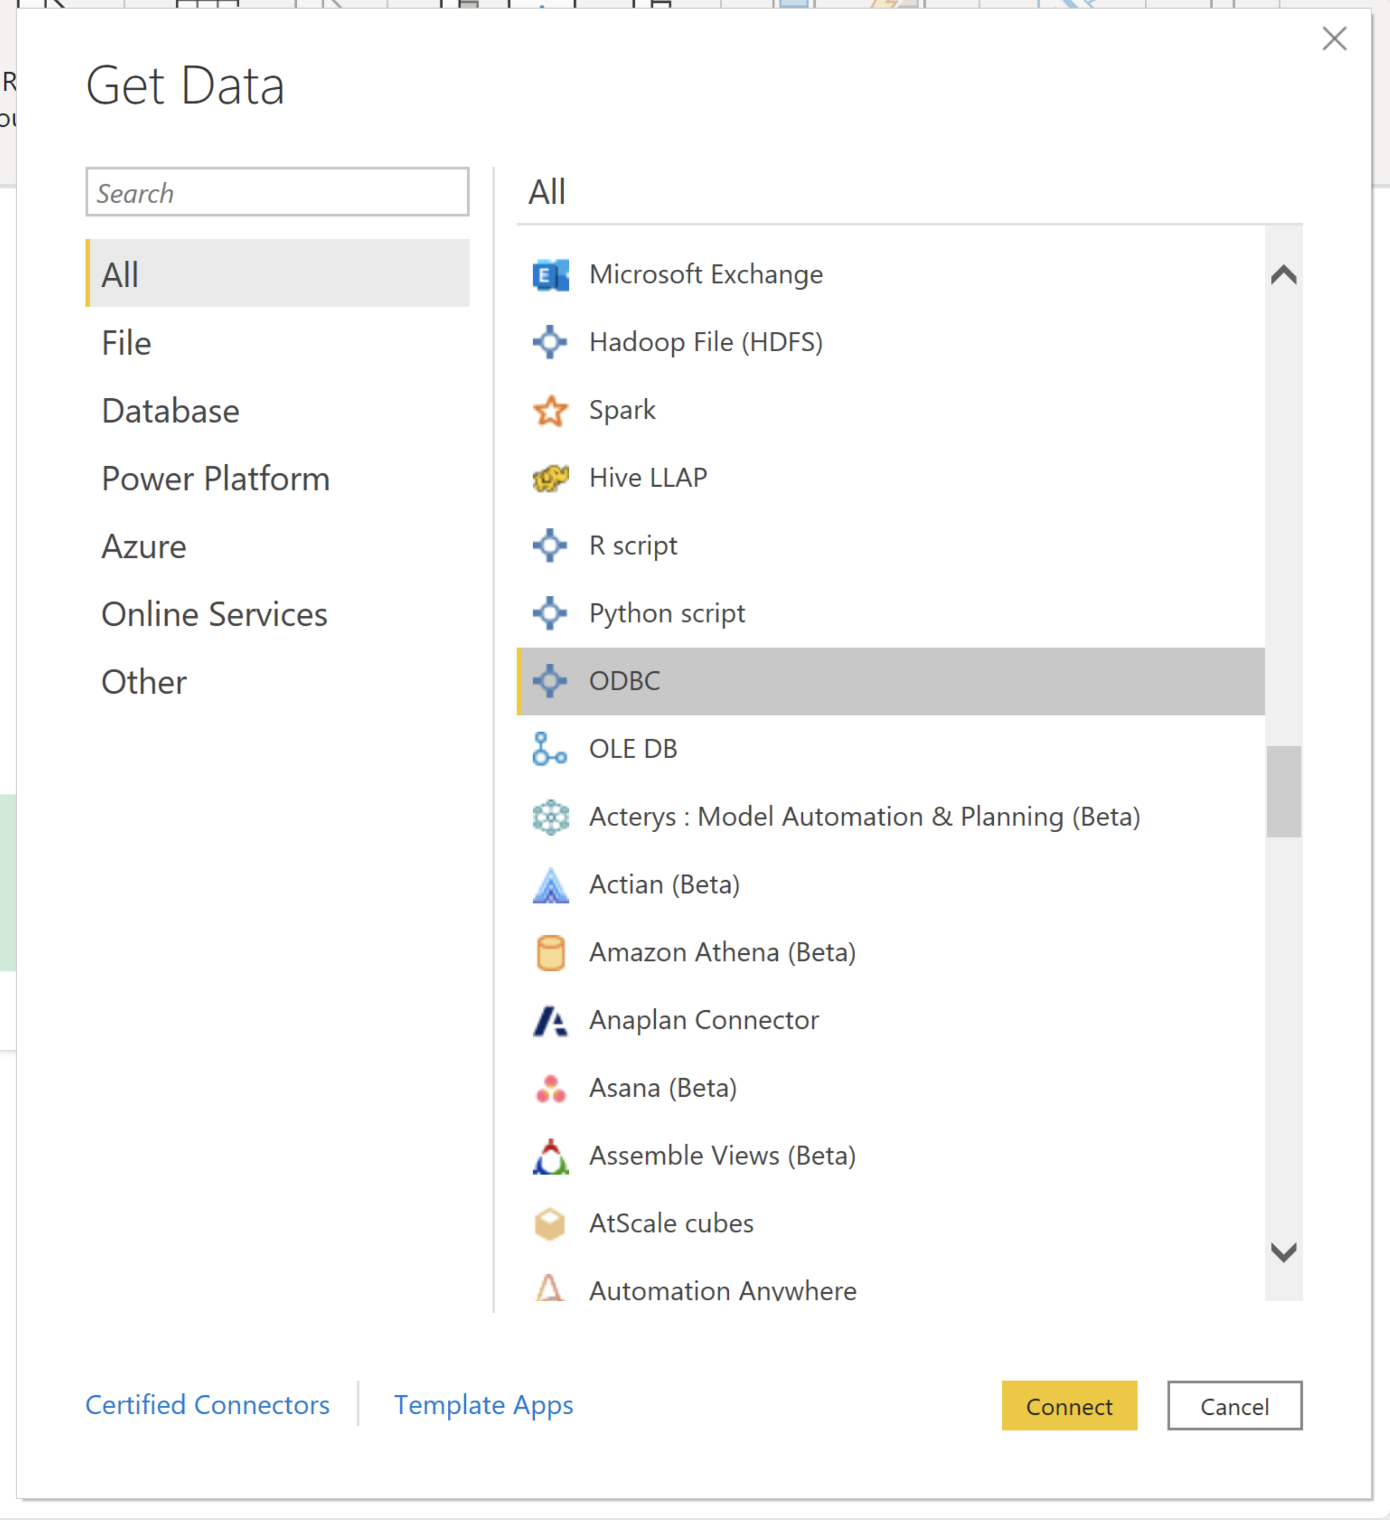 Get Data
Search
All
File
Database
Power Platform
Azure
Online Services
Other
All
Microsoft Exchange
Hadoop File (HDFS)
Spark
Hive LLAP
R script
Python script
ODBC
OLE DB
Acterys : Model Automation & Planning (Beta)
Actian (Beta)
Amazon Athena (Beta)
Anaplan Connector
Asana (Beta)
Assemble Views (Beta)
AtScale cubes
Automation Anywhere
Certified Connectors
Template Apps
Connect
Cancel